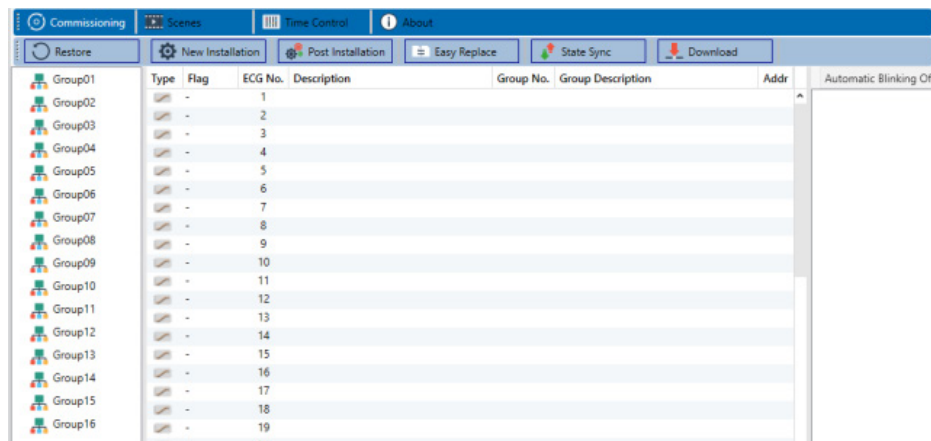 Commissioning Scenes Time Control About
Restore New Installation Post Installation Easy Replace State Sync Download
Type Flag ECG No. Description Group No. Group Description Addr Automatic Blinking Of
Group01
Group02
Group03
Group04
Group05
Group06
Group07
Group08
Group09
Group10
Group11
Group12
Group13
Group14
Group15
Group16
- 1
- 2
- 3
- 4
- 5
- 6
- 7
- 8
- 9
- 10
- 11
- 12
- 13
- 14
- 15
- 16
- 17
- 18
- 19